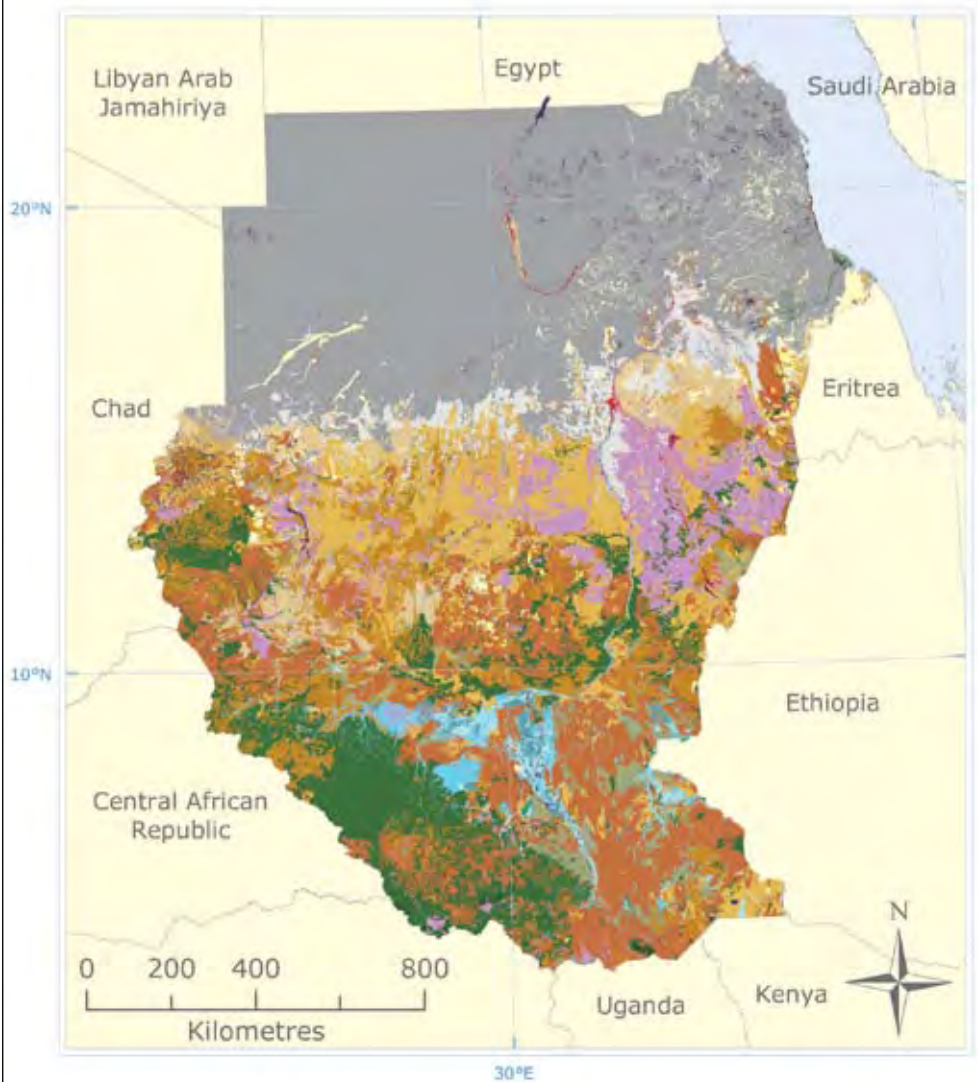 Libyan Arab
Jamahiriya
Egypt
Saudi Arabia
20°N
Chad
Eritrea
10°N
Ethiopia
Central African
Republic
N
0 200 400 800
Kilometres
Uganda
Kenya
30°E